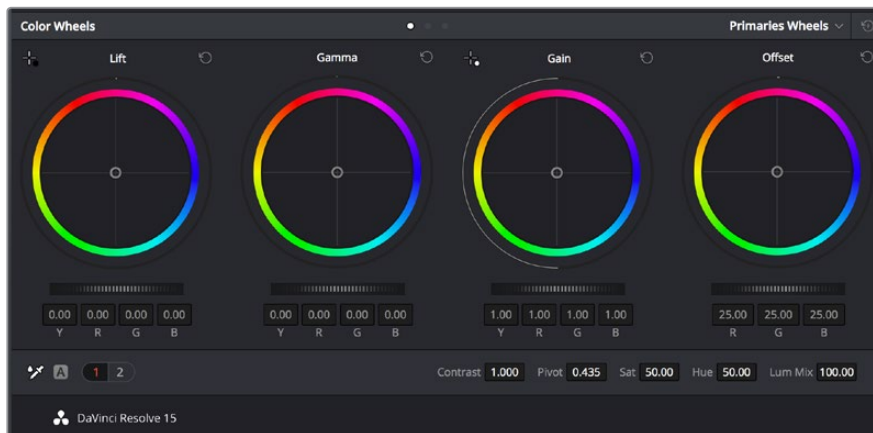 Color Wheels Primaries Wheels
Lift Gamma Gain Offset
0.00 0.00 0.00 0.00 0.00 0.00 0.00 0.00 1.00 1.00 1.00 1.00 25.00 25.00 25.00
Y R G B Y R G B Y R G B R G B
A 1 2 Contrast 1.000 Pivot 0.435 Sat 50.00 Hue 50.00 Lum Mix 100.00
DaVinci Resolve 15